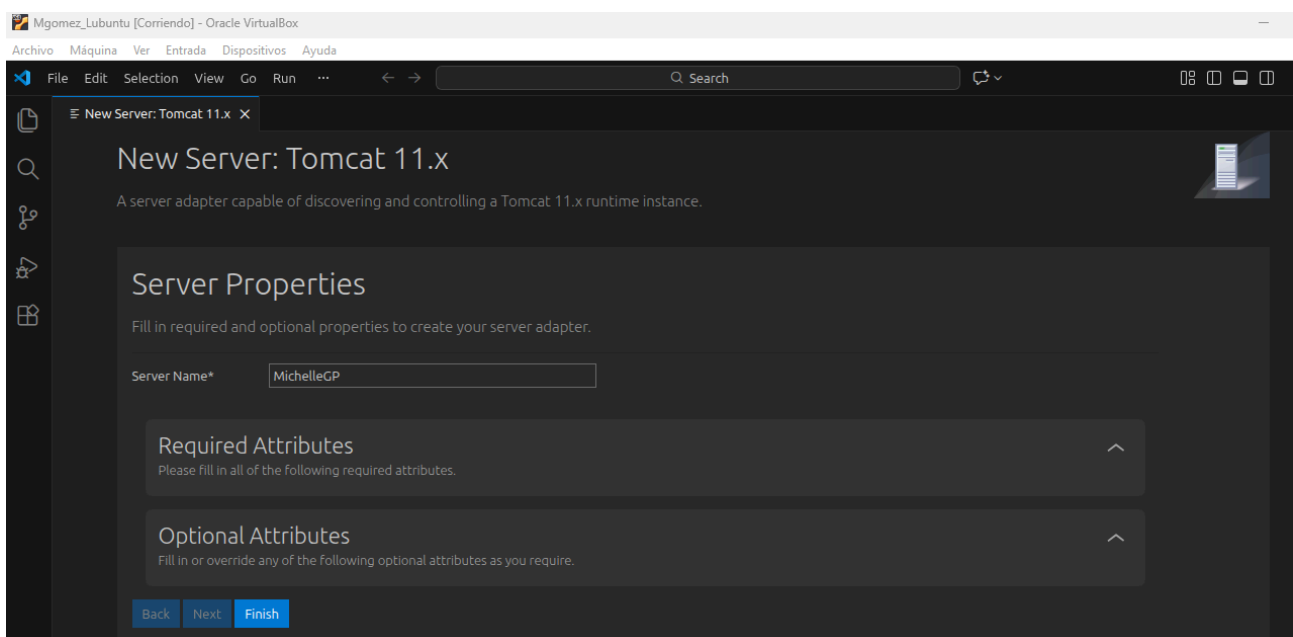 Mgomez_Lubuntu [Corriendo] - Oracle VirtualBox
Archivo Máquina Ver Entrada Dispositivos Ayuda
File Edit Selection View Go Run ··· Search
New Server: Tomcat 11.x
New Server: Tomcat 11.x
A server adapter capable of discovering and controlling a Tomcat 11.x runtime instance.
Server Properties
Fill in required and optional properties to create your server adapter.
Server Name* MichelleGP
Required Attributes
Please fill in all of the following required attributes.
Optional Attributes
Fill in or override any of the following optional attributes as you require.
Back Next Finish